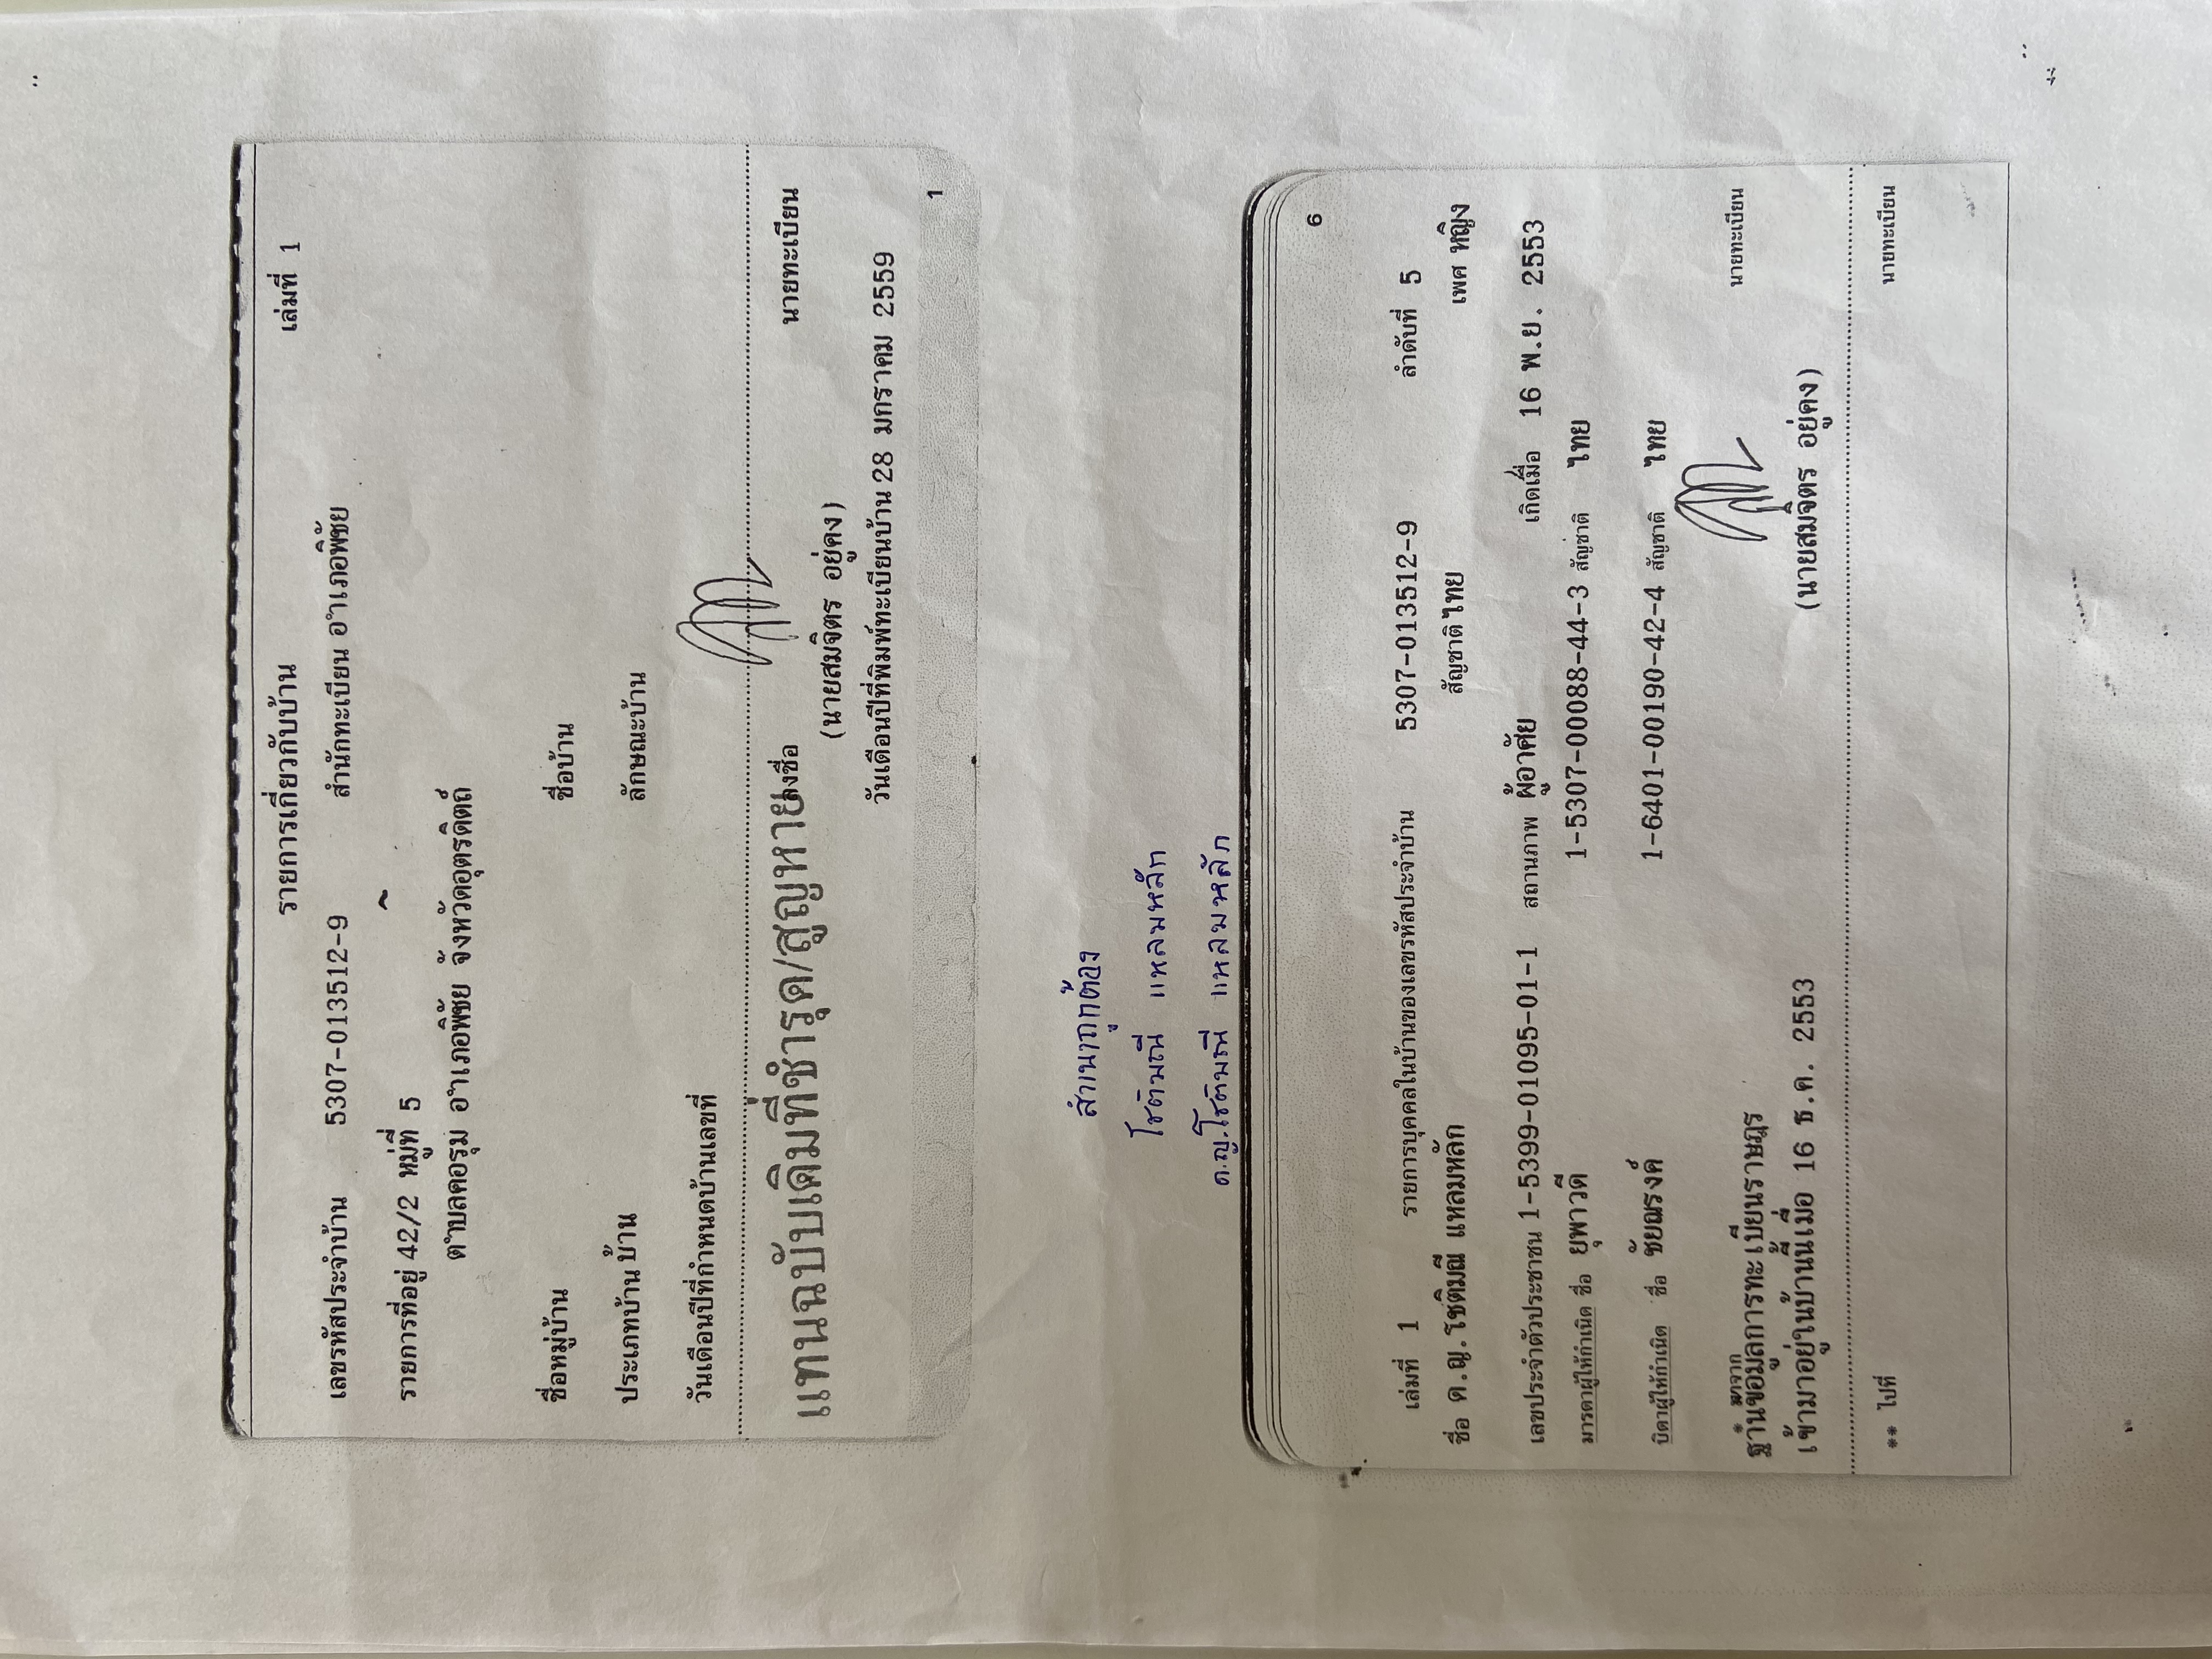 รายการเกี่ยวกับบ้าน เล่มที่ 1
เลขรหัสประจำบ้าน 5307-013512-9 สำนักทะเบียน อำเภอพิชัย
รายการที่อยู่ 42/2 หมู่ที่ 5
ตำบลคอรุม อำเภอพิชัย จังหวัดอุตรดิตถ์
ชื่อหมู่บ้าน ชื่อบ้าน
ประเภทบ้าน บ้าน ลักษณะบ้าน
วันเดือนปีที่กำหนดบ้านเลขที่
แทนฉบับเดิมที่ชำรุด/สูญหาย ลงชื่อ นายทะเบียน
(นายสมจิตร อยู่คง)
วันเดือนปีที่พิมพ์ทะเบียนบ้าน 28 มกราคม 2559
1
สำเนาถูกต้อง
โชติมณี แหลมหลัก
ด.ญ.โชติมณี แหลมหลัก
6
เล่มที่ 1 รายการบุคคลในบ้านของเลขรหัสประจำบ้าน 5307-013512-9 ลำดับที่ 5
ชื่อ ด.ญ.โชติมณี แหลมหลัก สัญชาติ ไทย เพศ หญิง
เลขประจำตัวประชาชน 1-5399-01095-01-1 สถานภาพ ผู้อาศัย เกิดเมื่อ 16 พ.ย. 2553
มารดาผู้ให้กำเนิด ชื่อ ยุพาวดี 1-5307-00088-44-3 สัญชาติ ไทย
บิดาผู้ให้กำเนิด ชื่อ ชัยณรงค์ 1-6401-00190-42-4 สัญชาติ ไทย
* มาจาก
ฐานข้อมูลการทะเบียนราษฎร นายทะเบียน
เข้ามาอยู่ในบ้านนี้เมื่อ 16 ธ.ค. 2553 (นายสมจิตร อยู่คง)
** ไปที่ นายทะเบียน